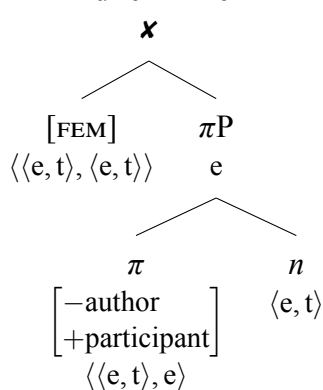 ✘
[FEM] πP
⟨⟨e, t⟩, ⟨e, t⟩⟩ e
π n
[−author ⟨e, t⟩
+participant]
⟨⟨e, t⟩, e⟩